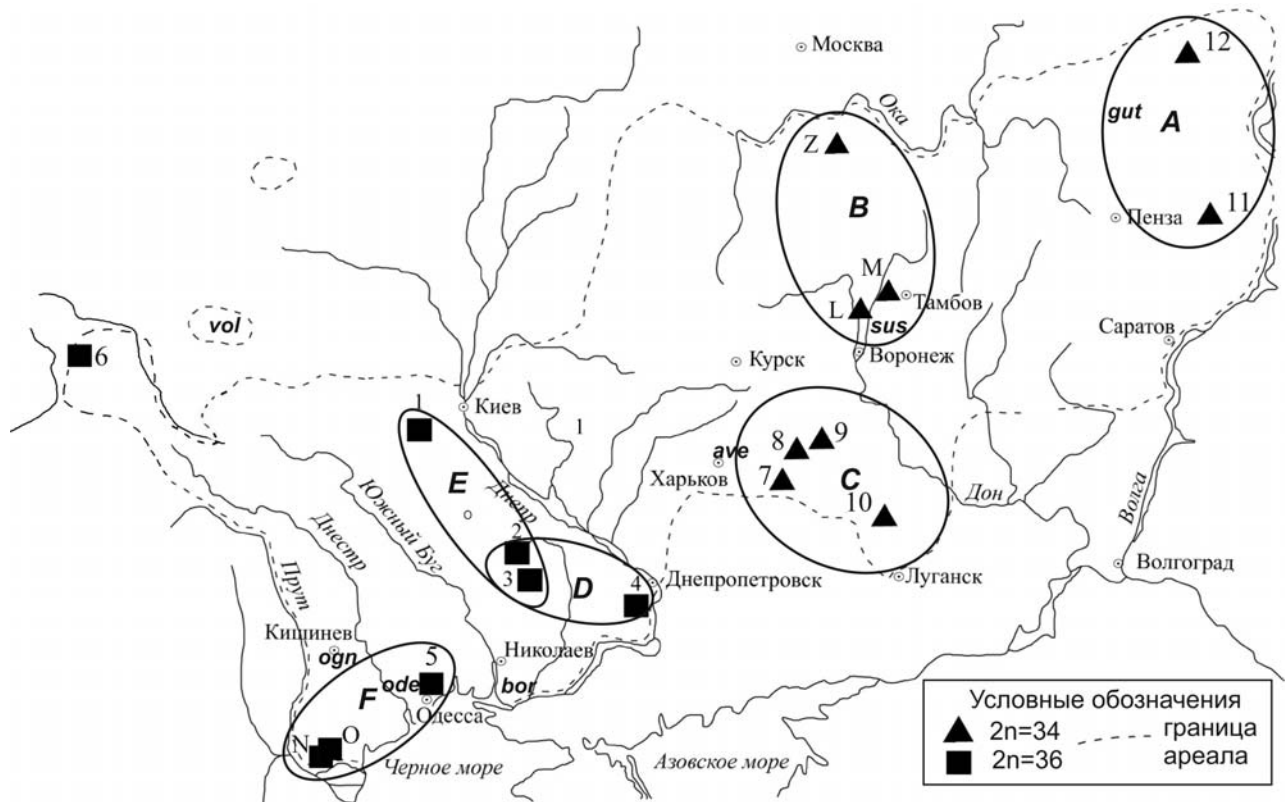 Москва
12
Ока
gut
A
Z
B
11
Пенза
M
Тамбов
L
sus
vol
Саратов
Воронеж
6
Курск
Киев
1
1
9
ave
8
Харьков
C
7
E
Днепр
10
Дон
Волга
Южный Буг
Днестр
2
3
D
4
Днепропетровск
Луганск
Волгоград
Прут
Кишинев
ogn
Николаев
5
ode
bor
F
Одесса
N
O
Черное море
Азовское море
Условные обозначения
2n=34
граница
2n=36
ареала